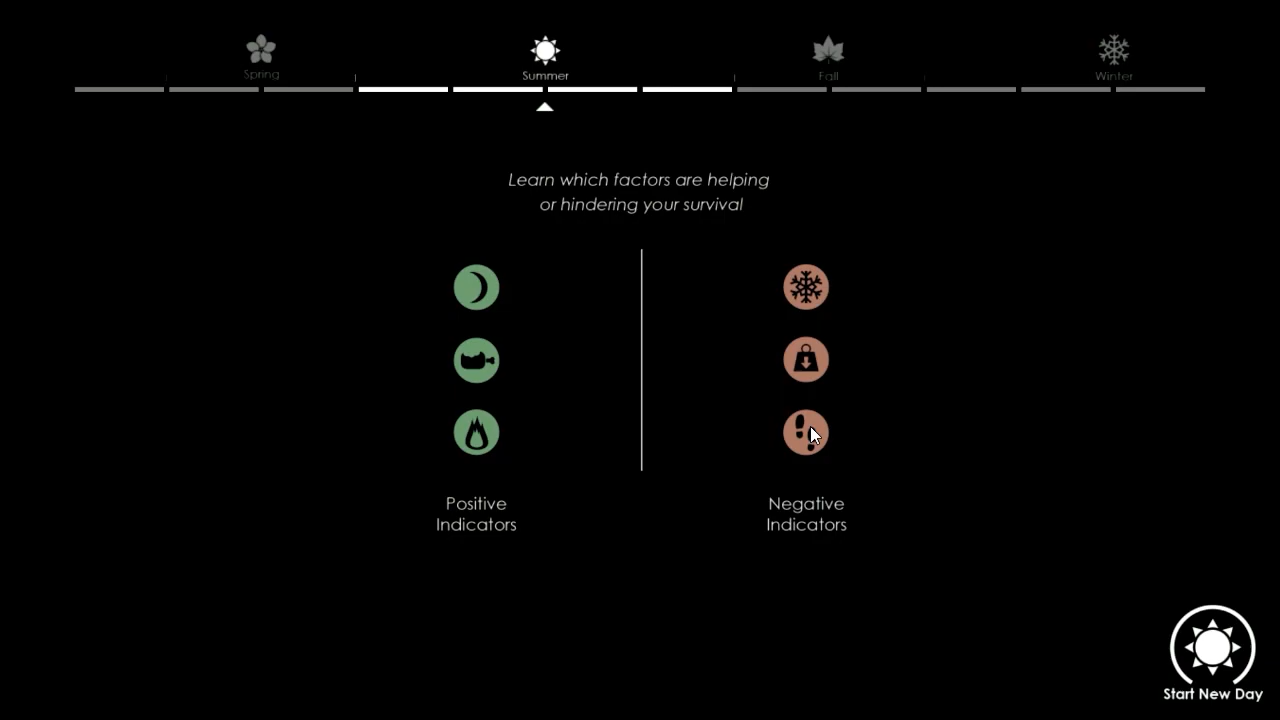 Spring
Summer
Fall
Winter
Learn which factors are helping
or hindering your survival
Positive
Indicators
Negative
Indicators
Start New Day